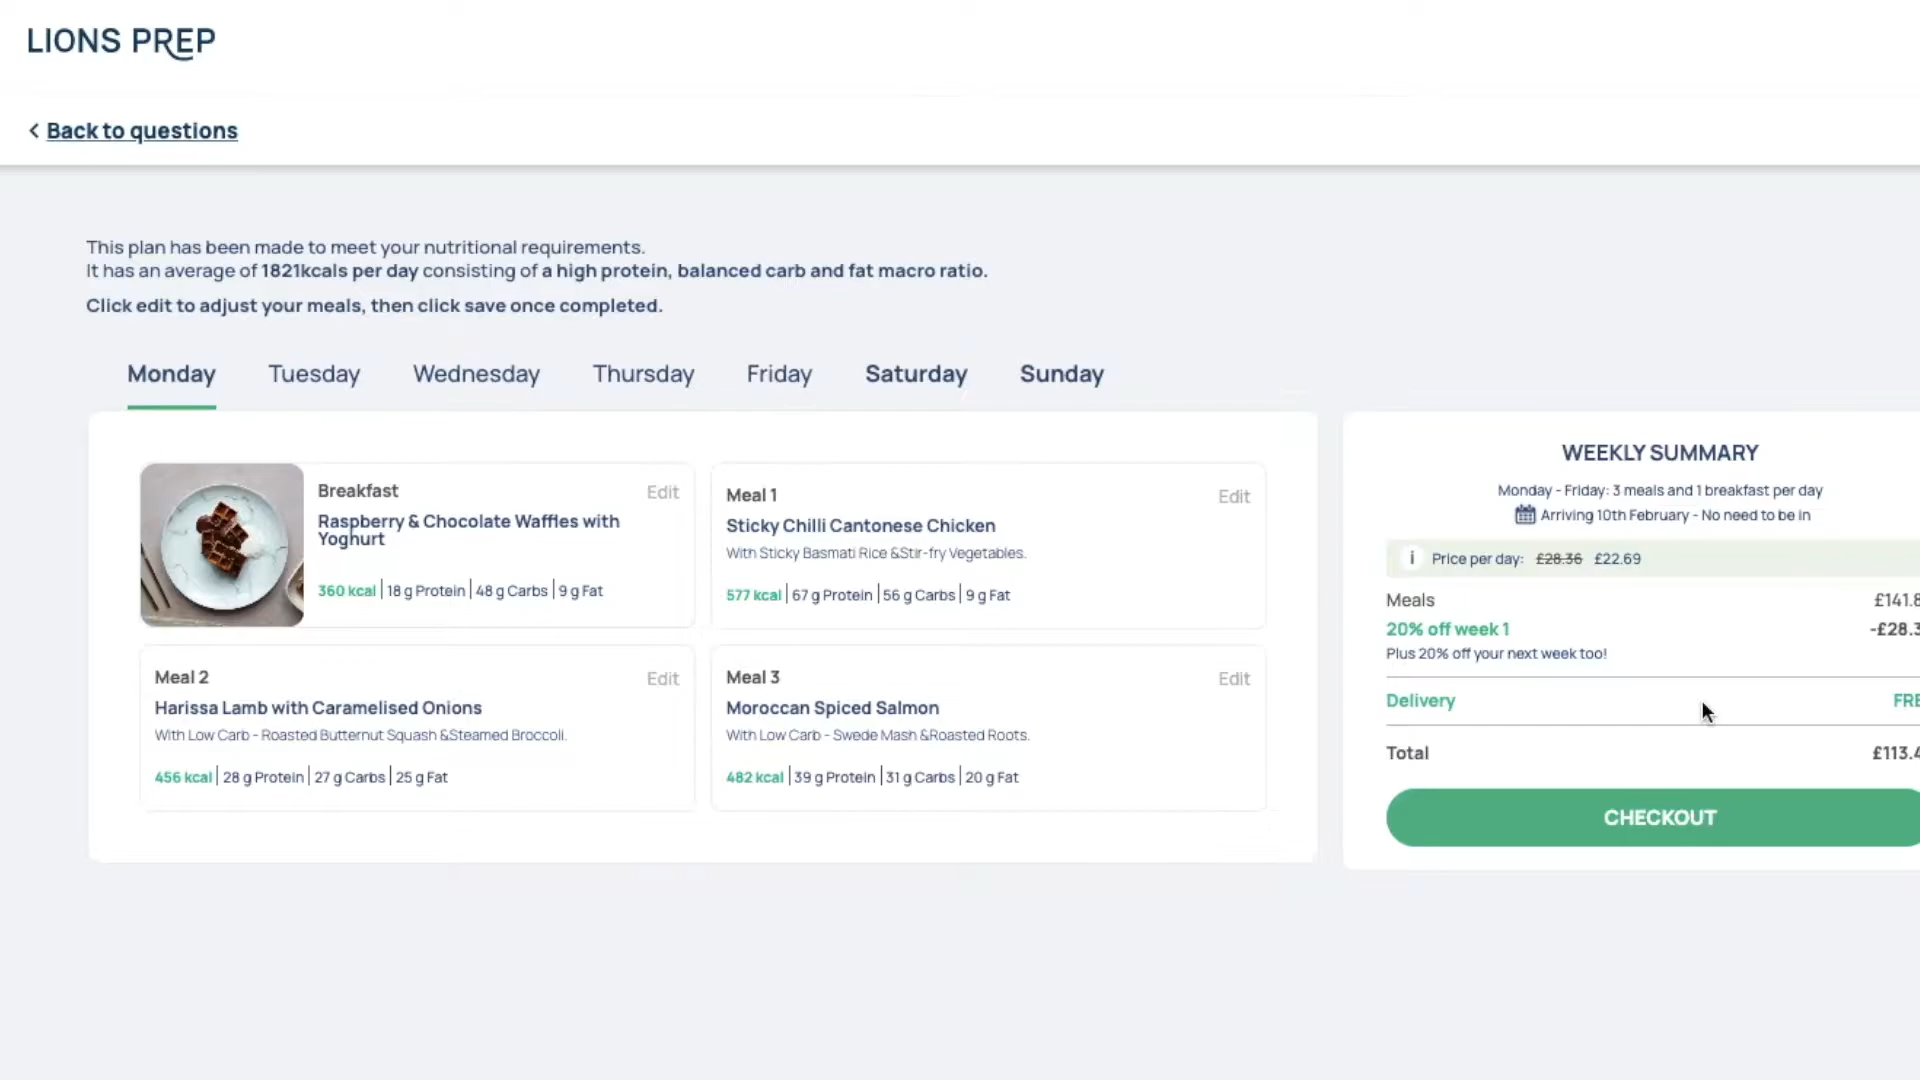 LIONS PREP
< Back to questions
This plan has been made to meet your nutritional requirements.
It has an average of 1821kcals per day consisting of a high protein, balanced carb and fat macro ratio.
Click edit to adjust your meals, then click save once completed.
Monday Tuesday Wednesday Thursday Friday Saturday Sunday
Breakfast Edit
Raspberry & Chocolate Waffles with
Yoghurt
360 kcal | 18 g Protein | 48 g Carbs | 9 g Fat
Meal 1 Edit
Sticky Chilli Cantonese Chicken
With Sticky Basmati Rice &Stir-fry Vegetables.
577 kcal | 67 g Protein | 56 g Carbs | 9 g Fat
Meal 2 Edit
Harissa Lamb with Caramelised Onions
With Low Carb - Roasted Butternut Squash &Steamed Broccoli.
456 kcal | 28 g Protein | 27 g Carbs | 25 g Fat
Meal 3 Edit
Moroccan Spiced Salmon
With Low Carb - Swede Mash &Roasted Roots.
482 kcal | 39 g Protein | 31 g Carbs | 20 g Fat
WEEKLY SUMMARY
Monday - Friday: 3 meals and 1 breakfast per day
Arriving 10th February - No need to be in
i Price per day: £28.36 £22.69
Meals £141.8
20% off week 1 -£28.3
Plus 20% off your next week too!
Delivery FRE
Total £113.4
CHECKOUT